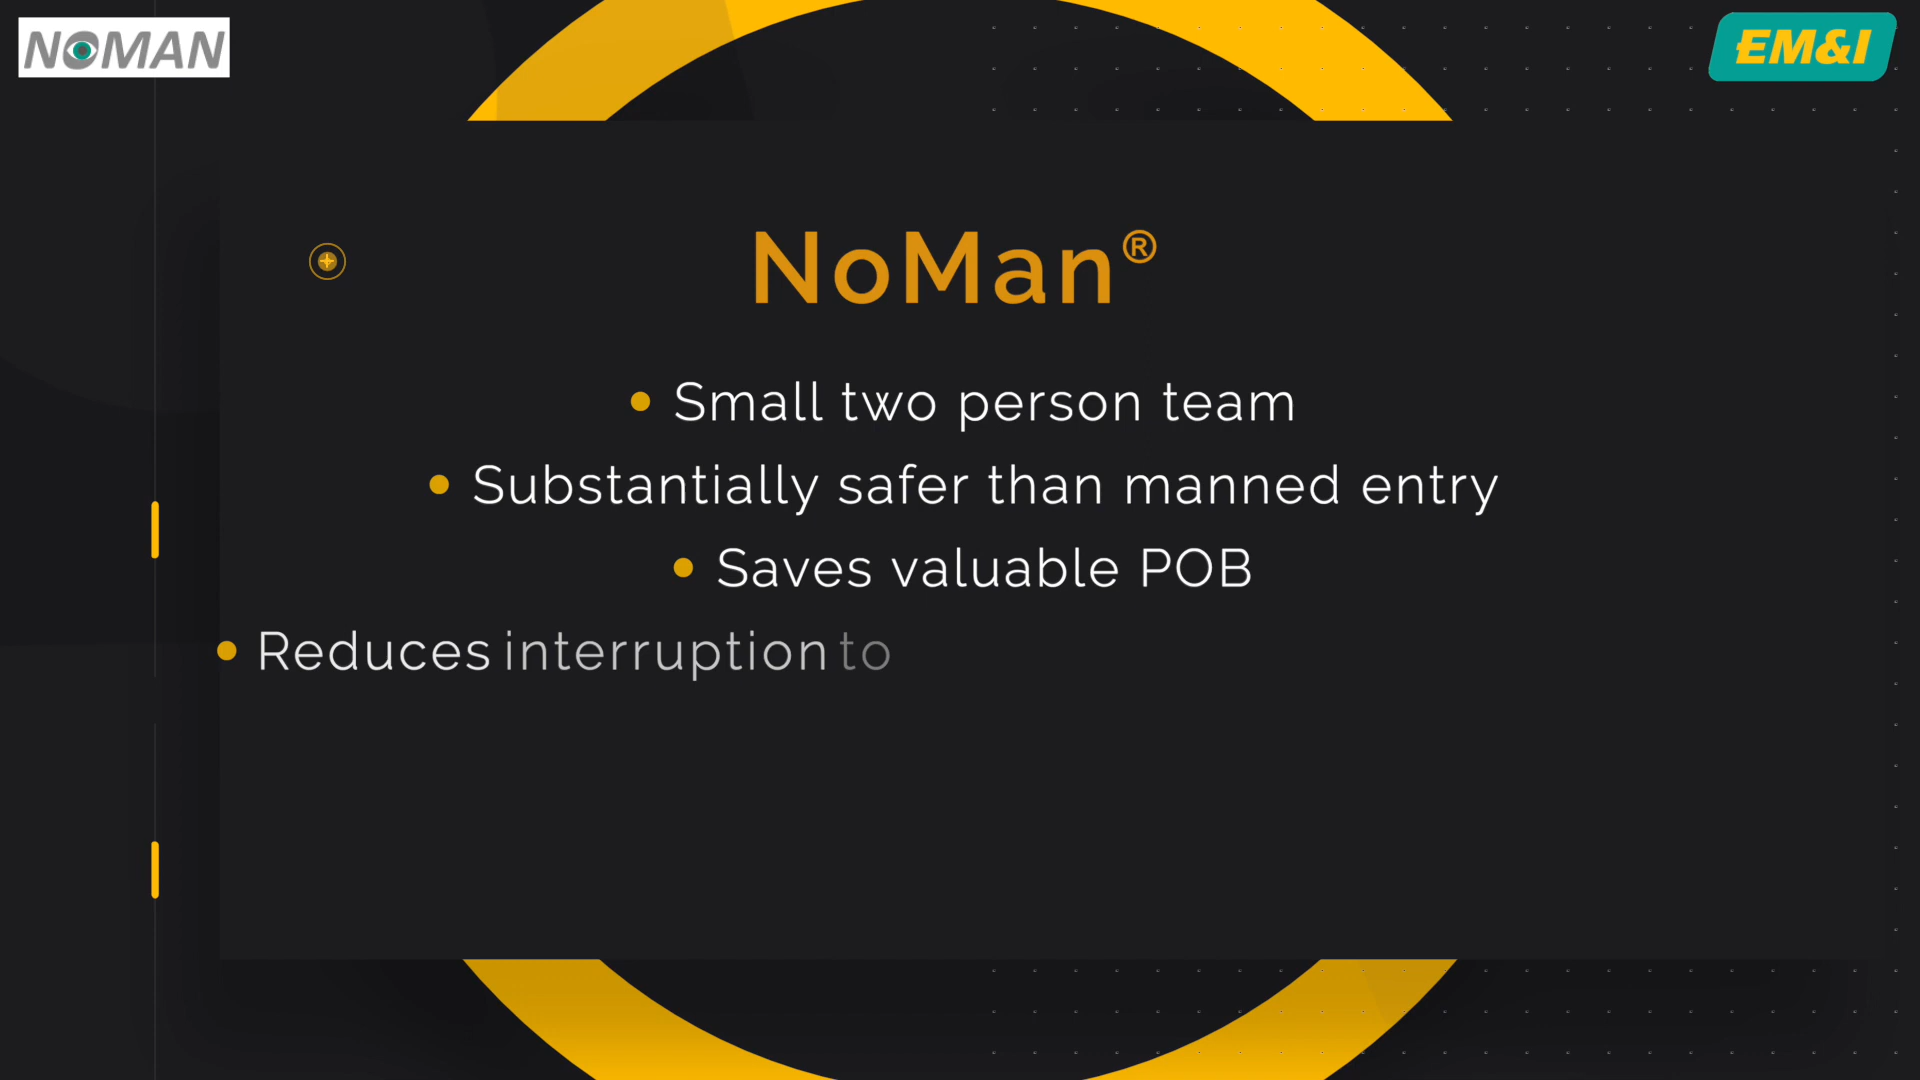 NOMAN
EM&I
NoMan®
• Small two person team
• Substantially safer than manned entry
• Saves valuable POB
• Reduces interruption to